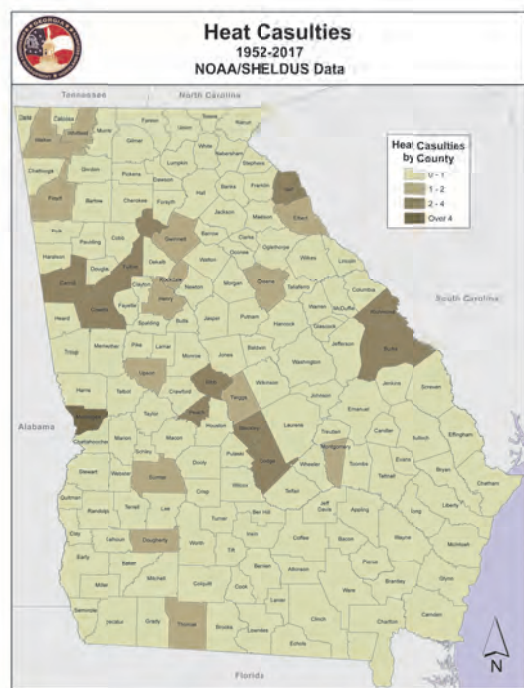 Heat Casulties
1952-2017
NOAA/SHELDUS Data
Tennessee North Carolina
Heat Casulties
by County
0 - 1
1 - 2
2 - 4
Over 4
South Carolina
Alabama
Florida
N
Dade Catoosa Fannin Towns Rabun
Walker Whitfield Murray Union
Gilmer White Habersham
Chattooga Gordon Pickens Lumpkin Stephens
Dawson Banks Franklin Hart
Floyd Bartow Cherokee Forsyth Hall
Jackson Madison Elbert
Polk Paulding Cobb Gwinnett Barrow Clarke
Oglethorpe Wilkes Lincoln
Haralson Douglas Fulton Dekalb Walton Oconee
Carroll Clayton Rockdale Newton Morgan Greene Taliaferro Columbia
Coweta Fayette Henry McDuffie Richmond
Heard Spalding Butts Jasper Putnam Hancock Warren
Glascock Jefferson Burke
Troup Meriwether Pike Lamar Monroe Jones Baldwin Washington
Harris Talbot Upson Crawford Bibb Wilkinson Jenkins Screven
Twiggs Johnson
Muscogee Taylor Peach Houston Bleckley Laurens Emanuel
Chattahoochee Marion Macon Treutlen Candler Bulloch Effingham
Schley Dooly Pulaski Dodge Montgomery
Stewart Webster Sumter Wheeler Toombs Evans Bryan Chatham
Crisp Wilcox Telfair Tattnall
Quitman Randolph Terrell Lee Jeff Davis Appling Long Liberty
Turner Ben Hill
Clay Calhoun Dougherty Worth Irwin Coffee Bacon Wayne McIntosh
Early Baker Tift Pierce
Mitchell Berrien Atkinson Brantley Glynn
Miller Colquitt Cook Ware
Lanier Clinch Charlton Camden
Seminole Decatur Grady Thomas Brooks Lowndes
Echols